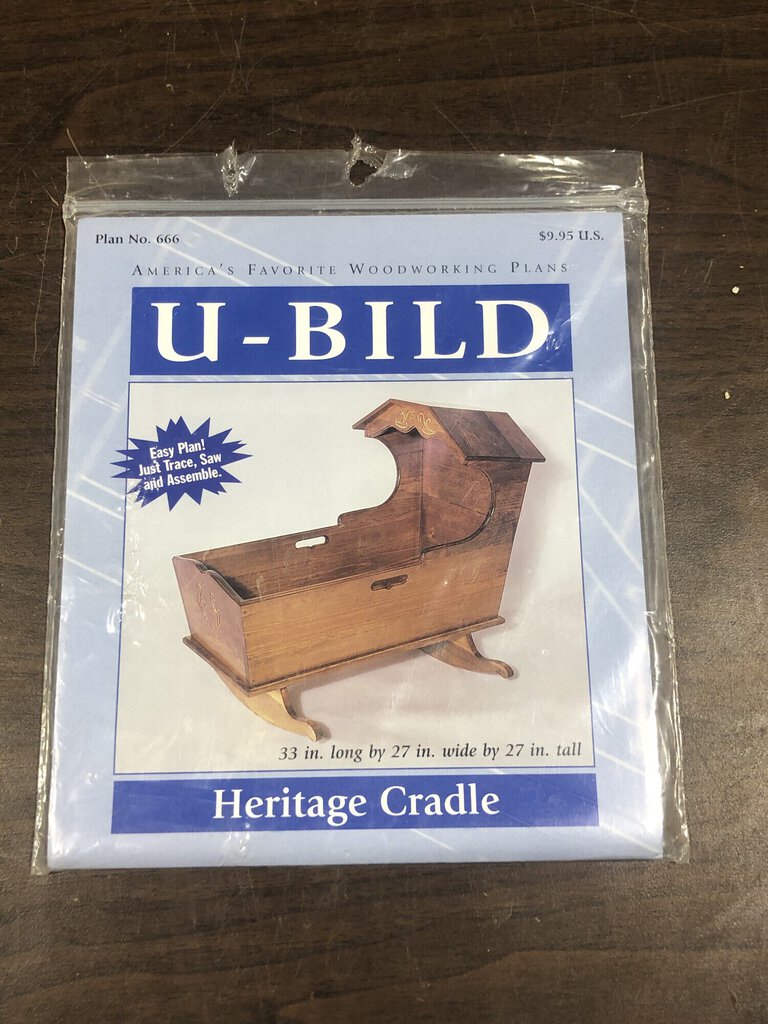 Plan No. 666
$9.95 U.S.
America's Favorite Woodworking Plans™
U-BILD
Easy Plan!
Just Trace, Saw
and Assemble.
33 in. long by 27 in. wide by 27 in. tall
Heritage Cradle